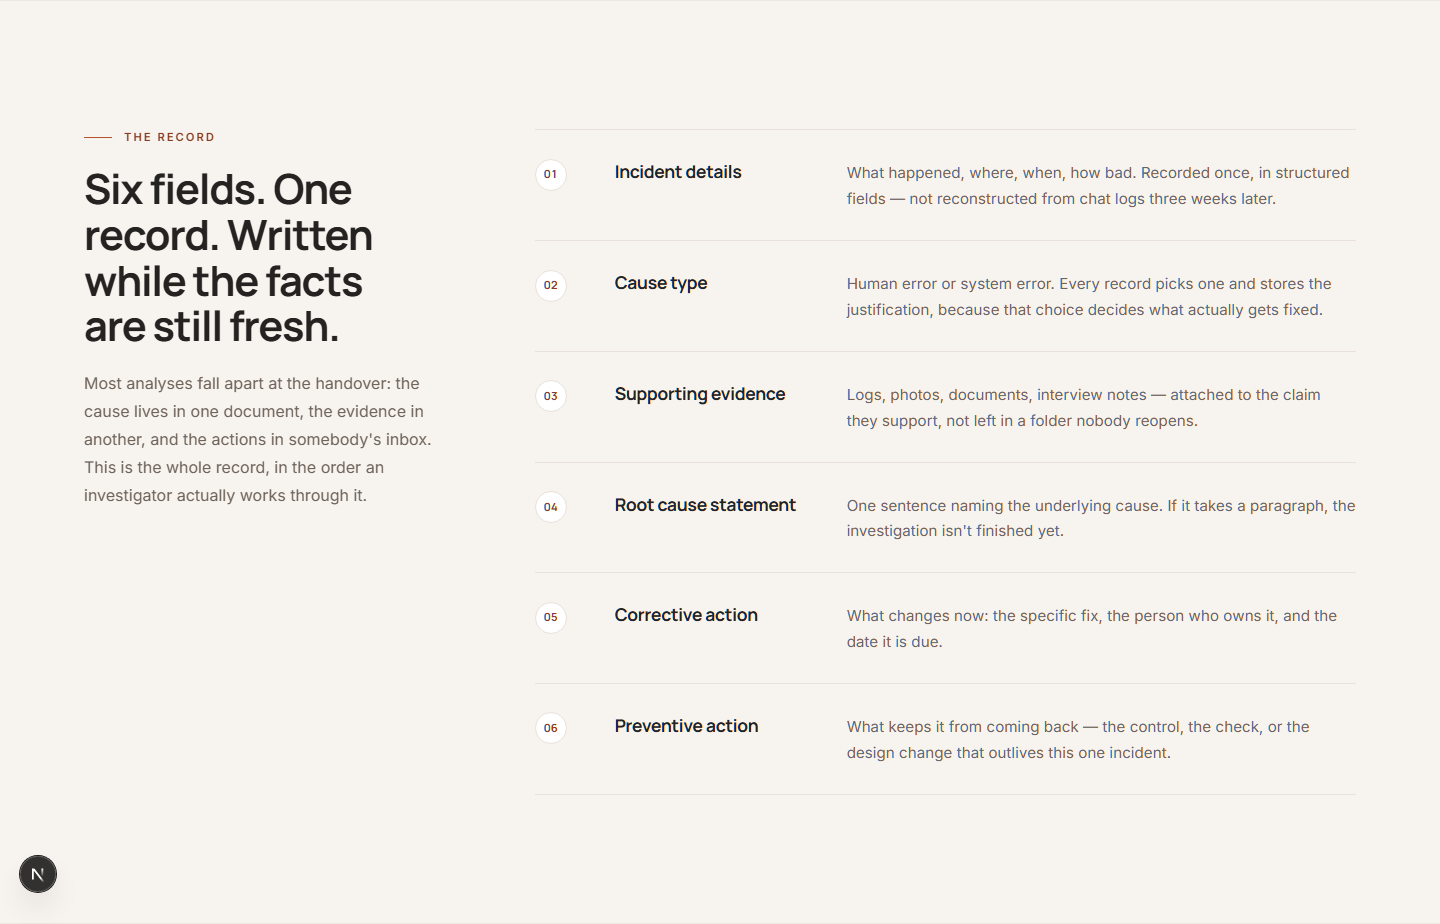 THE RECORD
Six fields. One
record. Written
while the facts
are still fresh.
Most analyses fall apart at the handover: the
cause lives in one document, the evidence in
another, and the actions in somebody's inbox.
This is the whole record, in the order an
investigator actually works through it.
01
Incident details
What happened, where, when, how bad. Recorded once, in structured
fields — not reconstructed from chat logs three weeks later.
02
Cause type
Human error or system error. Every record picks one and stores the
justification, because that choice decides what actually gets fixed.
03
Supporting evidence
Logs, photos, documents, interview notes — attached to the claim
they support, not left in a folder nobody reopens.
04
Root cause statement
One sentence naming the underlying cause. If it takes a paragraph, the
investigation isn't finished yet.
05
Corrective action
What changes now: the specific fix, the person who owns it, and the
date it is due.
06
Preventive action
What keeps it from coming back — the control, the check, or the
design change that outlives this one incident.
N